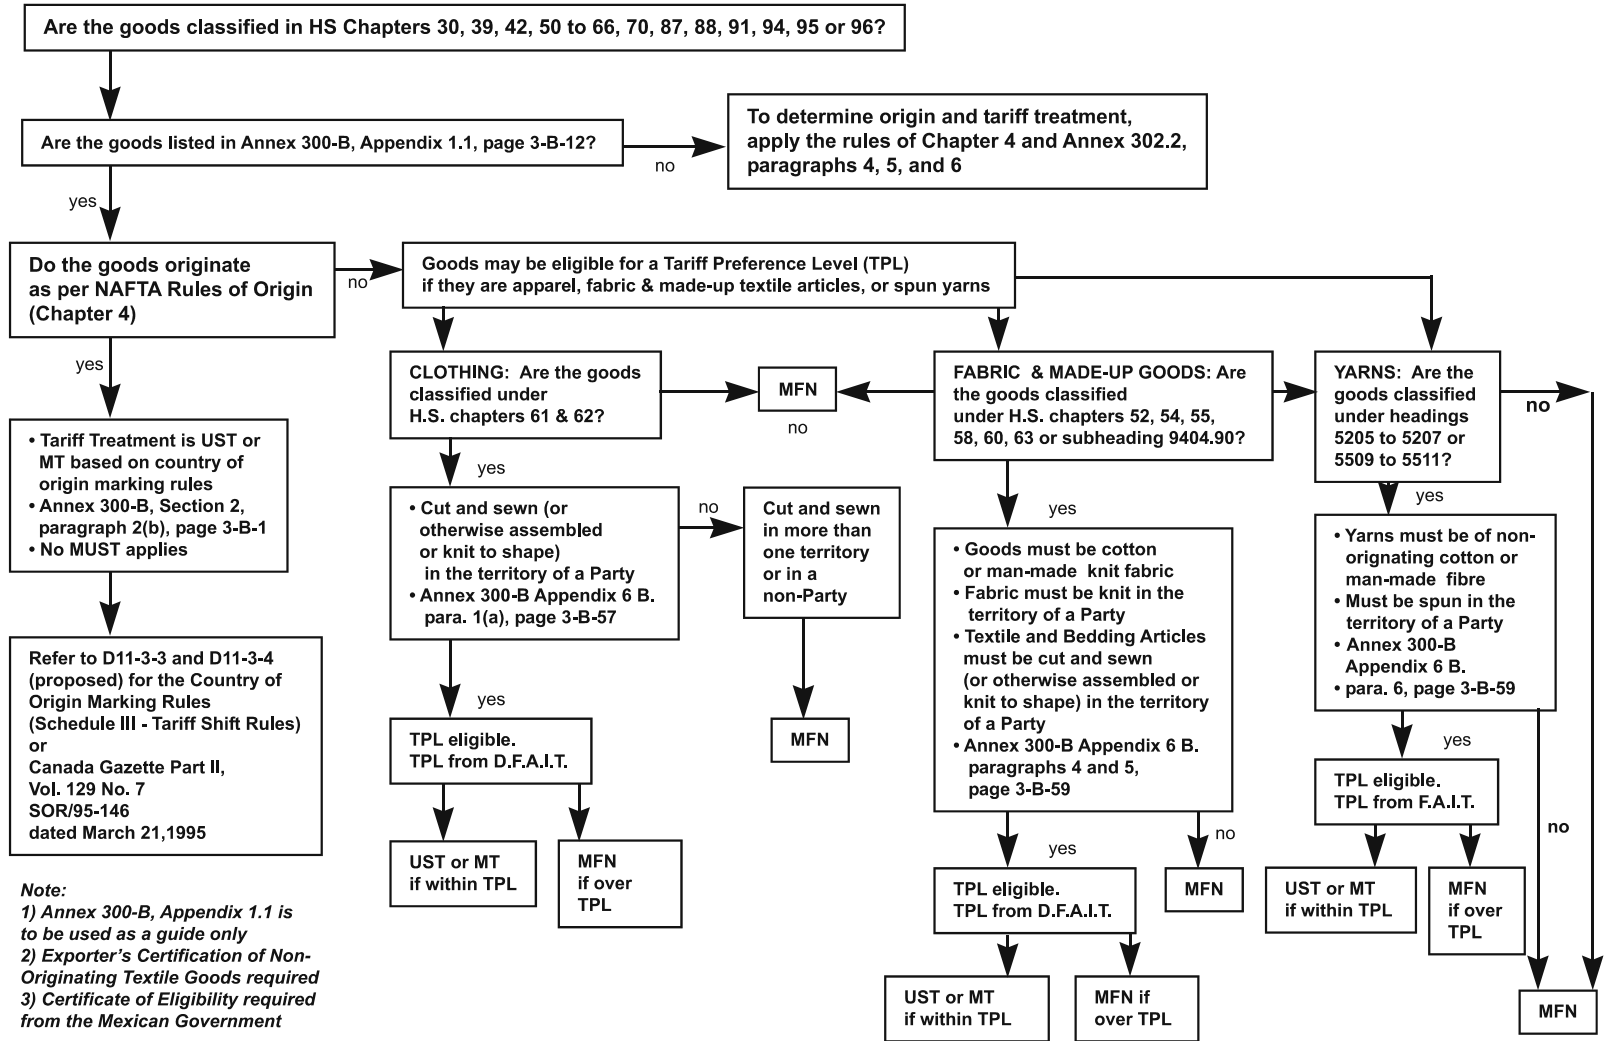 Are the goods classified in HS Chapters 30, 39, 42, 50 to 66, 70, 87, 88, 91, 94, 95 or 96?
Are the goods listed in Annex 300-B, Appendix 1.1, page 3-B-12?
no
To determine origin and tariff treatment,
apply the rules of Chapter 4 and Annex 302.2,
paragraphs 4, 5, and 6
yes
Do the goods originate
as per NAFTA Rules of Origin
(Chapter 4)
no
Goods may be eligible for a Tariff Preference Level (TPL)
if they are apparel, fabric & made-up textile articles, or spun yarns
yes
• Tariff Treatment is UST or
MT based on country of
origin marking rules
• Annex 300-B, Section 2,
paragraph 2(b), page 3-B-1
• No MUST applies
Refer to D11-3-3 and D11-3-4
(proposed) for the Country of
Origin Marking Rules
(Schedule III - Tariff Shift Rules)
or
Canada Gazette Part II,
Vol. 129 No. 7
SOR/95-146
dated March 21,1995
Note:
1) Annex 300-B, Appendix 1.1 is
to be used as a guide only
2) Exporter's Certification of Non-
Originating Textile Goods required
3) Certificate of Eligibility required
from the Mexican Government
CLOTHING: Are the goods
classified under
H.S. chapters 61 & 62?
MFN
no
yes
• Cut and sewn (or
otherwise assembled
or knit to shape)
in the territory of a Party
• Annex 300-B Appendix 6 B.
para. 1(a), page 3-B-57
no
Cut and sewn
in more than
one territory
or in a
non-Party
MFN
yes
TPL eligible.
TPL from D.F.A.I.T.
UST or MT
if within TPL
MFN
if over
TPL
FABRIC & MADE-UP GOODS: Are
the goods classified
under H.S. chapters 52, 54, 55,
58, 60, 63 or subheading 9404.90?
yes
• Goods must be cotton
or man-made knit fabric
• Fabric must be knit in the
territory of a Party
• Textile and Bedding Articles
must be cut and sewn
(or otherwise assembled or
knit to shape) in the territory
of a Party
• Annex 300-B Appendix 6 B.
paragraphs 4 and 5,
page 3-B-59
yes
no
MFN
TPL eligible.
TPL from D.F.A.I.T.
UST or MT
if within TPL
MFN if
over TPL
YARNS: Are the
goods classified
under headings
5205 to 5207 or
5509 to 5511?
no
yes
• Yarns must be of non-
orignating cotton or
man-made fibre
• Must be spun in the
territory of a Party
• Annex 300-B
Appendix 6 B.
• para. 6, page 3-B-59
yes
no
TPL eligible.
TPL from F.A.I.T.
UST or MT
if within TPL
MFN
if over
TPL
MFN